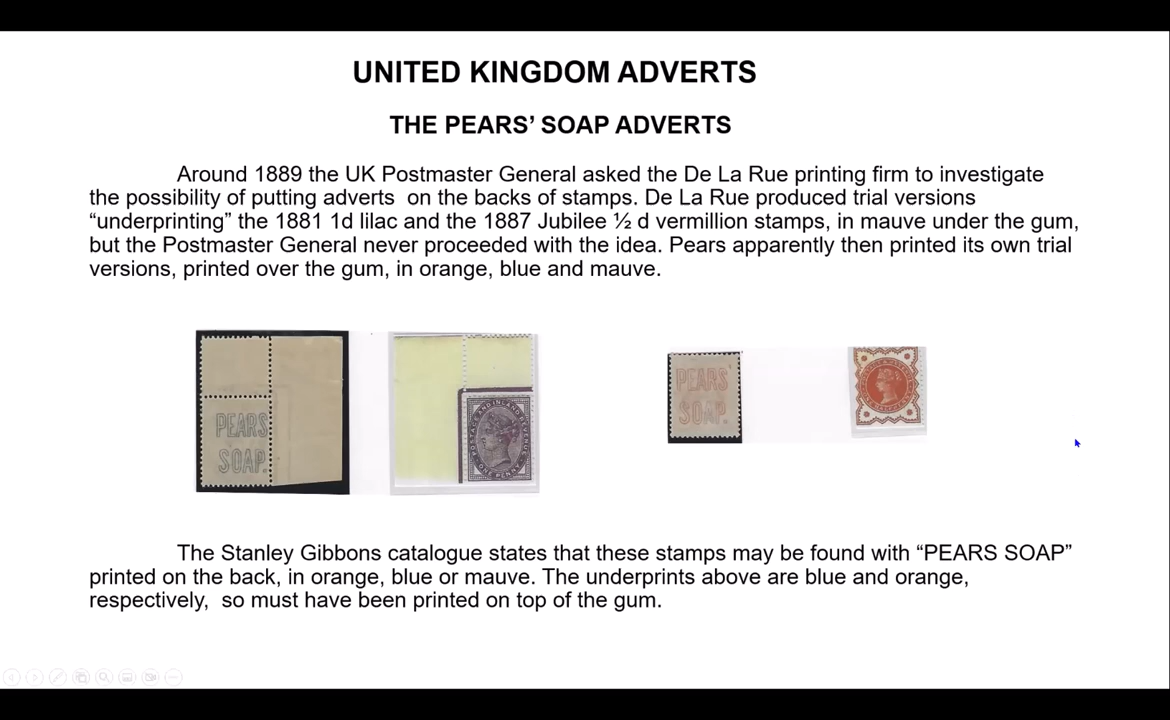 UNITED KINGDOM ADVERTS
THE PEARS’ SOAP ADVERTS
Around 1889 the UK Postmaster General asked the De La Rue printing firm to investigate
the possibility of putting adverts on the backs of stamps. De La Rue produced trial versions
“underprinting” the 1881 1d lilac and the 1887 Jubilee ½ d vermillion stamps, in mauve under the gum,
but the Postmaster General never proceeded with the idea. Pears apparently then printed its own trial
versions, printed over the gum, in orange, blue and mauve.
PEARS
SOAP.
POSTAGE AND INLAND REVENUE
ONE PENNY
PEARS'
SOAP.
The Stanley Gibbons catalogue states that these stamps may be found with “PEARS SOAP”
printed on the back, in orange, blue or mauve. The underprints above are blue and orange,
respectively, so must have been printed on top of the gum.